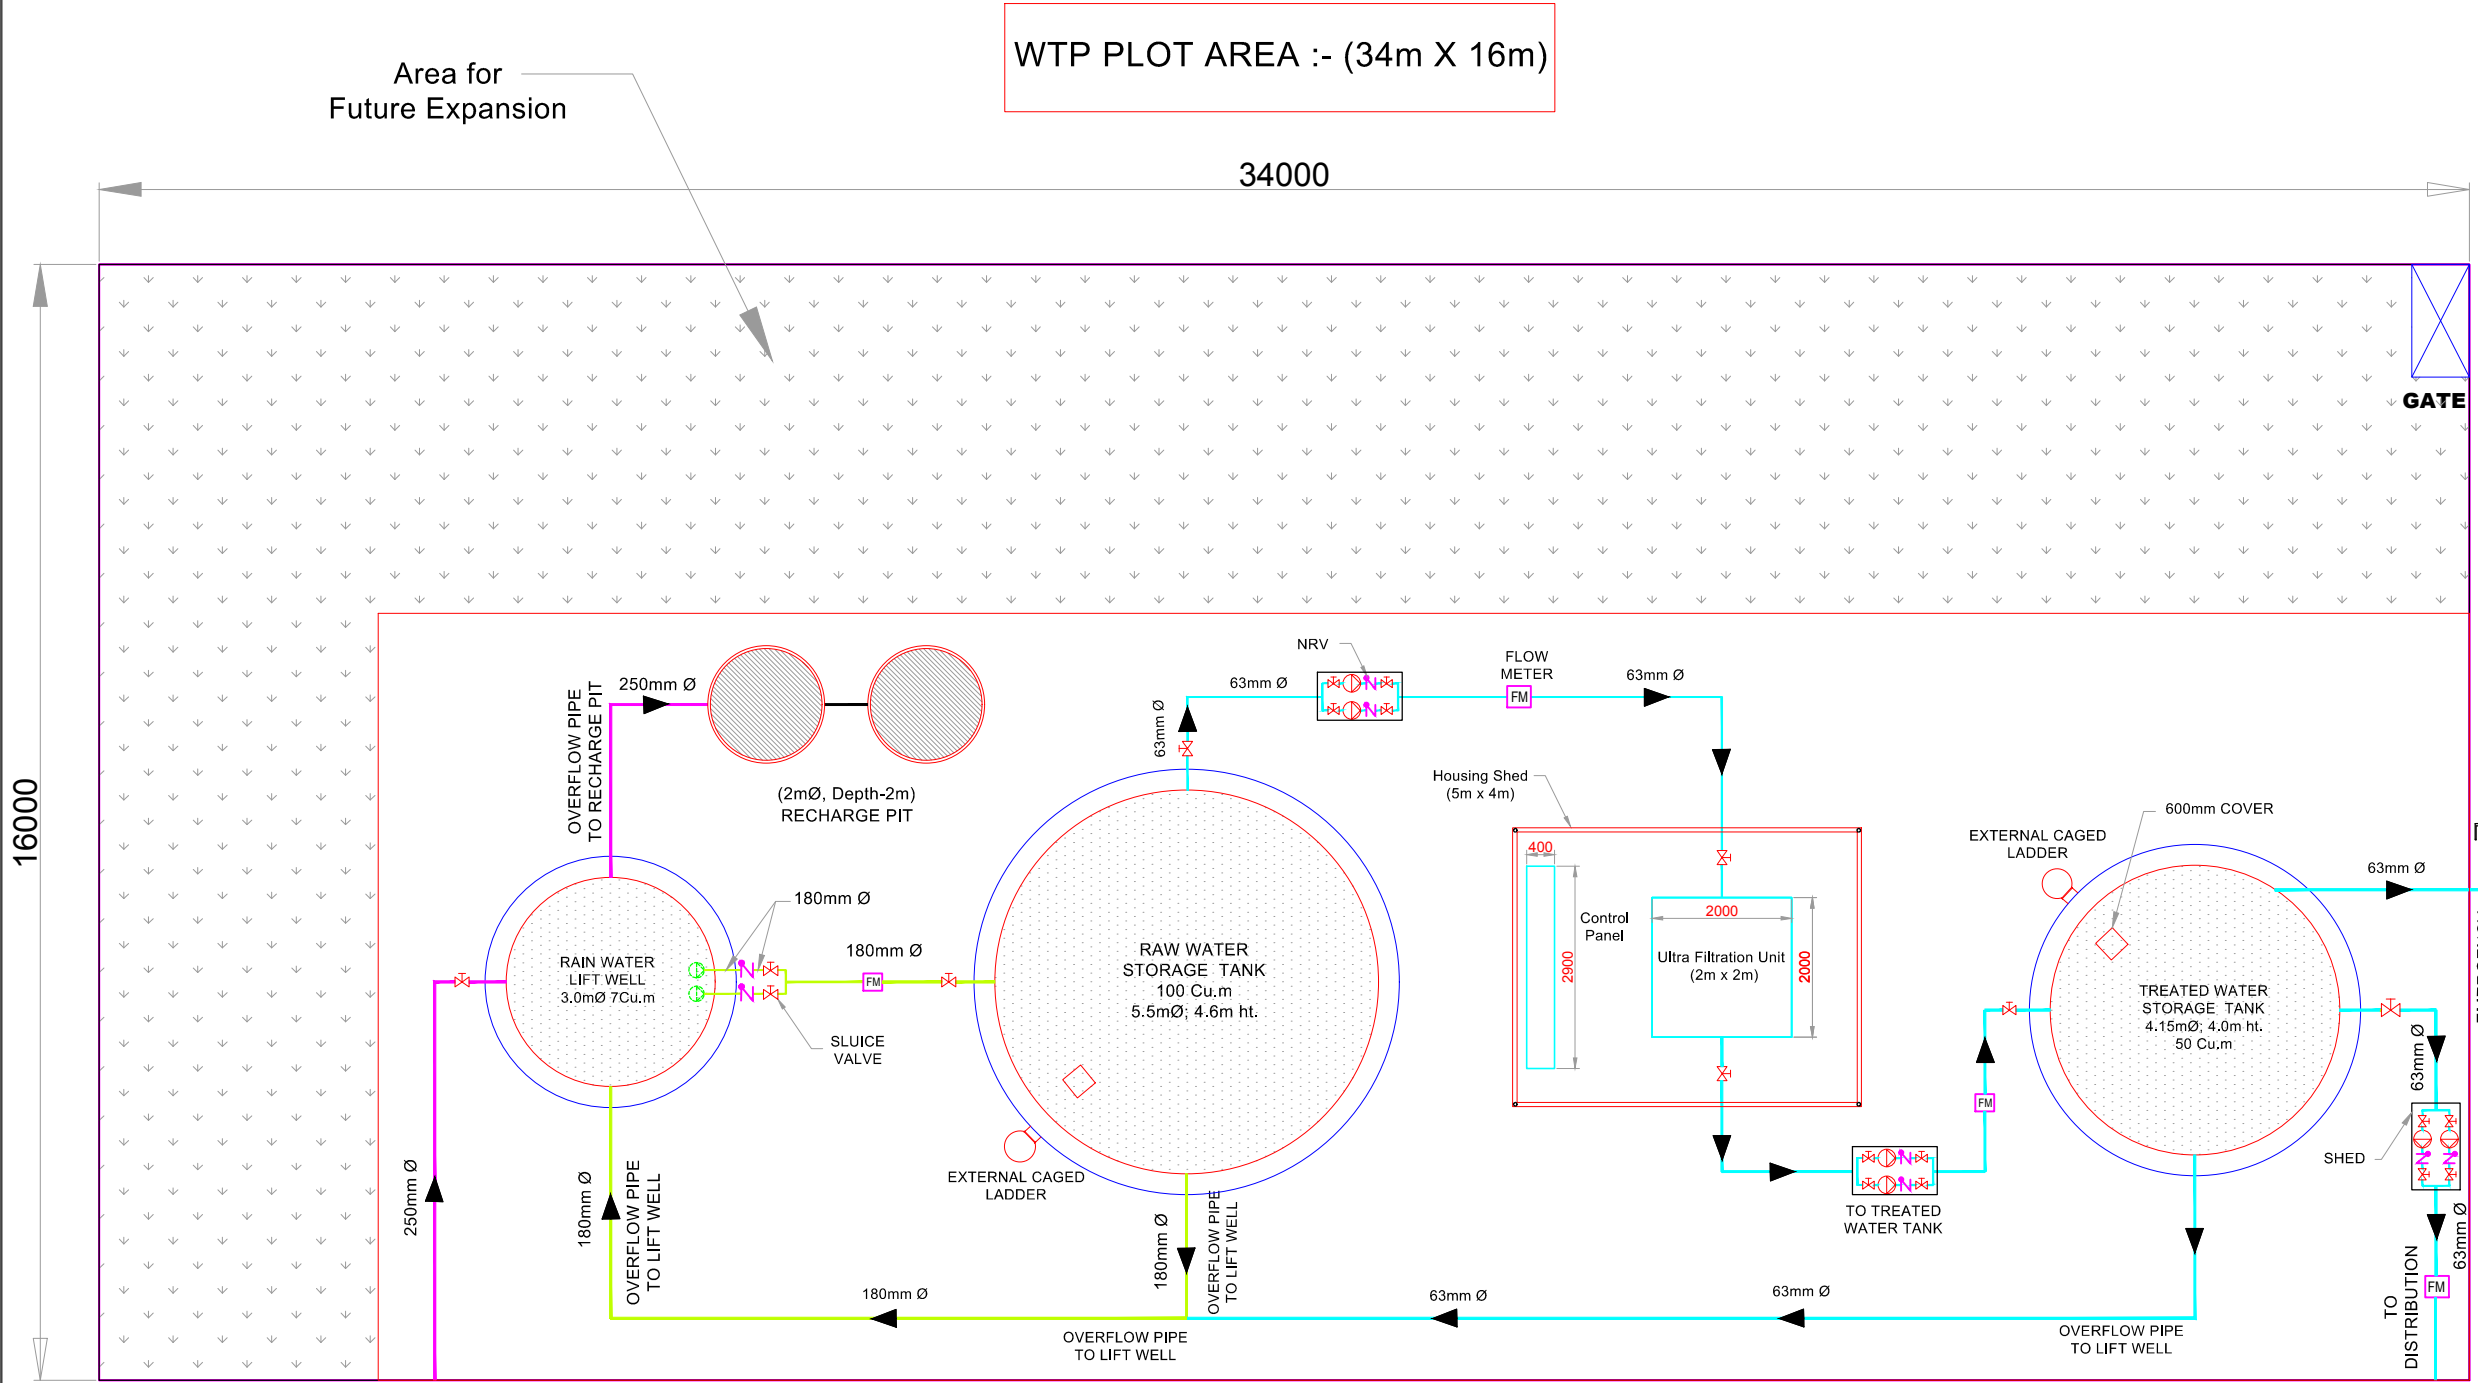 WTP PLOT AREA :- (34m X 16m)
Area for
Future Expansion
34000
16000
GATE
NRV
FLOW
METER
63mm Ø
63mm Ø
63mm Ø
FM
OVERFLOW PIPE
TO RECHARGE PIT
250mm Ø
(2mØ, Depth-2m)
RECHARGE PIT
Housing Shed
(5m x 4m)
400
2900
Control
Panel
2000
2000
Ultra Filtration Unit
(2m x 2m)
600mm COVER
EXTERNAL CAGED
LADDER
63mm Ø
180mm Ø
180mm Ø
FM
RAIN WATER
LIFT WELL
3.0mØ 7Cu.m
SLUICE
VALVE
RAW WATER
STORAGE TANK
100 Cu.m
5.5mØ; 4.6m ht.
TREATED WATER
STORAGE TANK
4.15mØ; 4.0m ht.
50 Cu.m
63mm Ø
FM
SHED
EXTERNAL CAGED
LADDER
250mm Ø
180mm Ø
OVERFLOW PIPE
TO LIFT WELL
180mm Ø
OVERFLOW PIPE
TO LIFT WELL
TO TREATED
WATER TANK
63mm Ø
FM
TO
DISTRIBUTION
180mm Ø
63mm Ø
63mm Ø
OVERFLOW PIPE
TO LIFT WELL
OVERFLOW PIPE
TO LIFT WELL